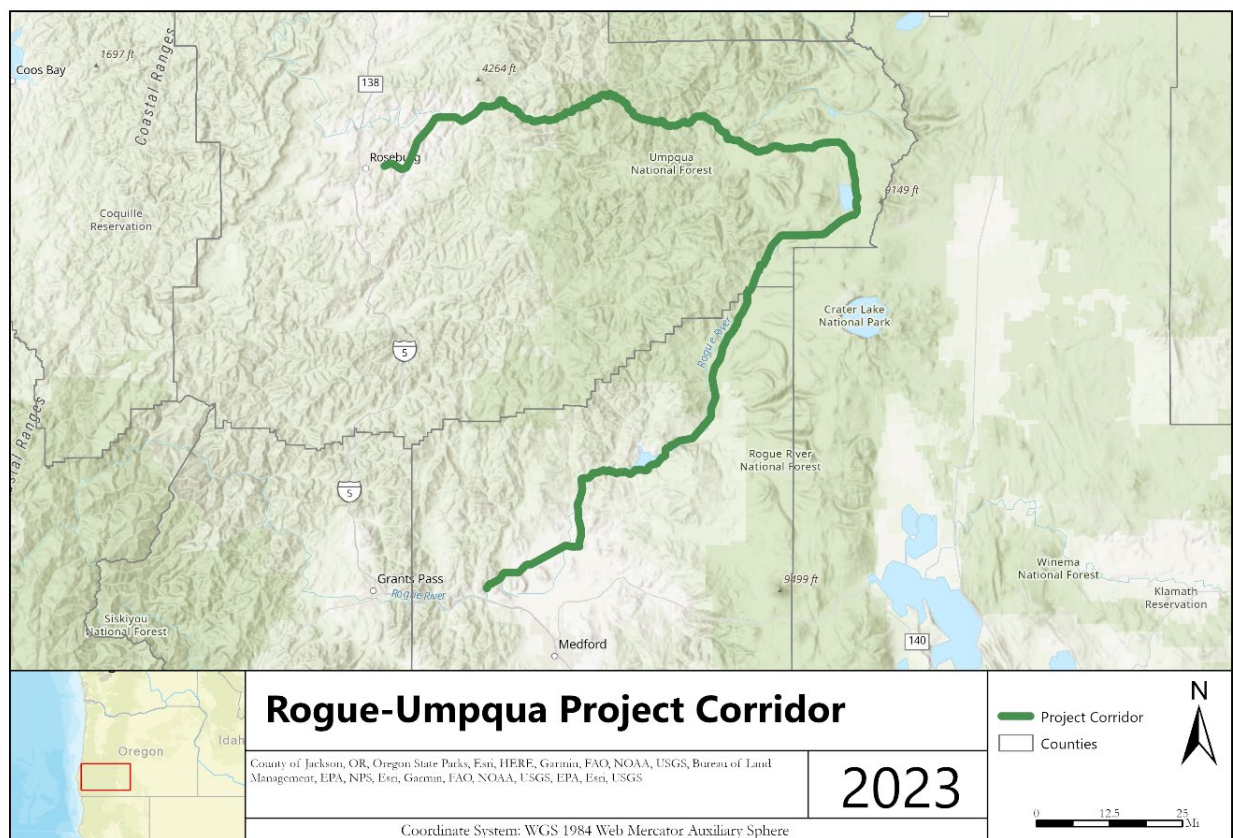 1697 ft
Coos Bay
Coastal Ranges
138
4264 ft
Roseburg
Umpqua
National Forest
9149 ft
Coquille
Reservation
Crater Lake
National Park
Rogue River
5
Rogue River
National Forest
5
Grants Pass
Rogue River
9499 ft
Winema
National Forest
Klamath
Reservation
Siskiyou
National Forest
Medford
140
Oregon
Rogue-Umpqua Project Corridor
County of Jackson, OR, Oregon State Parks, Esri, HERE, Garmin, FAO, NOAA, USGS, Bureau of Land
Management, EPA, NPS, Esri, Garmin, FAO, NOAA, USGS, EPA, Esri, USGS
2023
Coordinate System: WGS 1984 Web Mercator Auxiliary Sphere
N
Project Corridor
Counties
0 12.5 25
Mi